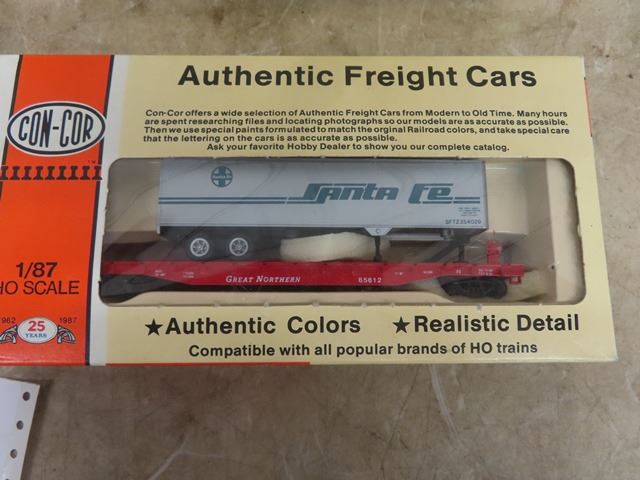 Authentic Freight Cars
CON-COR
Con-Cor offers a wide selection of Authentic Freight Cars from Modern to Old Time. Many hours
are spent researching files and locating photographs so our models are as accurate as possible.
Then we use special paints formulated to match the orginal Railroad colors, and take special care
that the lettering on the cars is as accurate as possible.
Ask your favorite Hobby Dealer to show you our complete catalog.
Santa Fe
Santa Fe
SFTZ354029
C
GREAT NORTHERN
65612
1/87
HO SCALE
1962 1987
25
YEARS
★Authentic Colors ★Realistic Detail
Compatible with all popular brands of HO trains